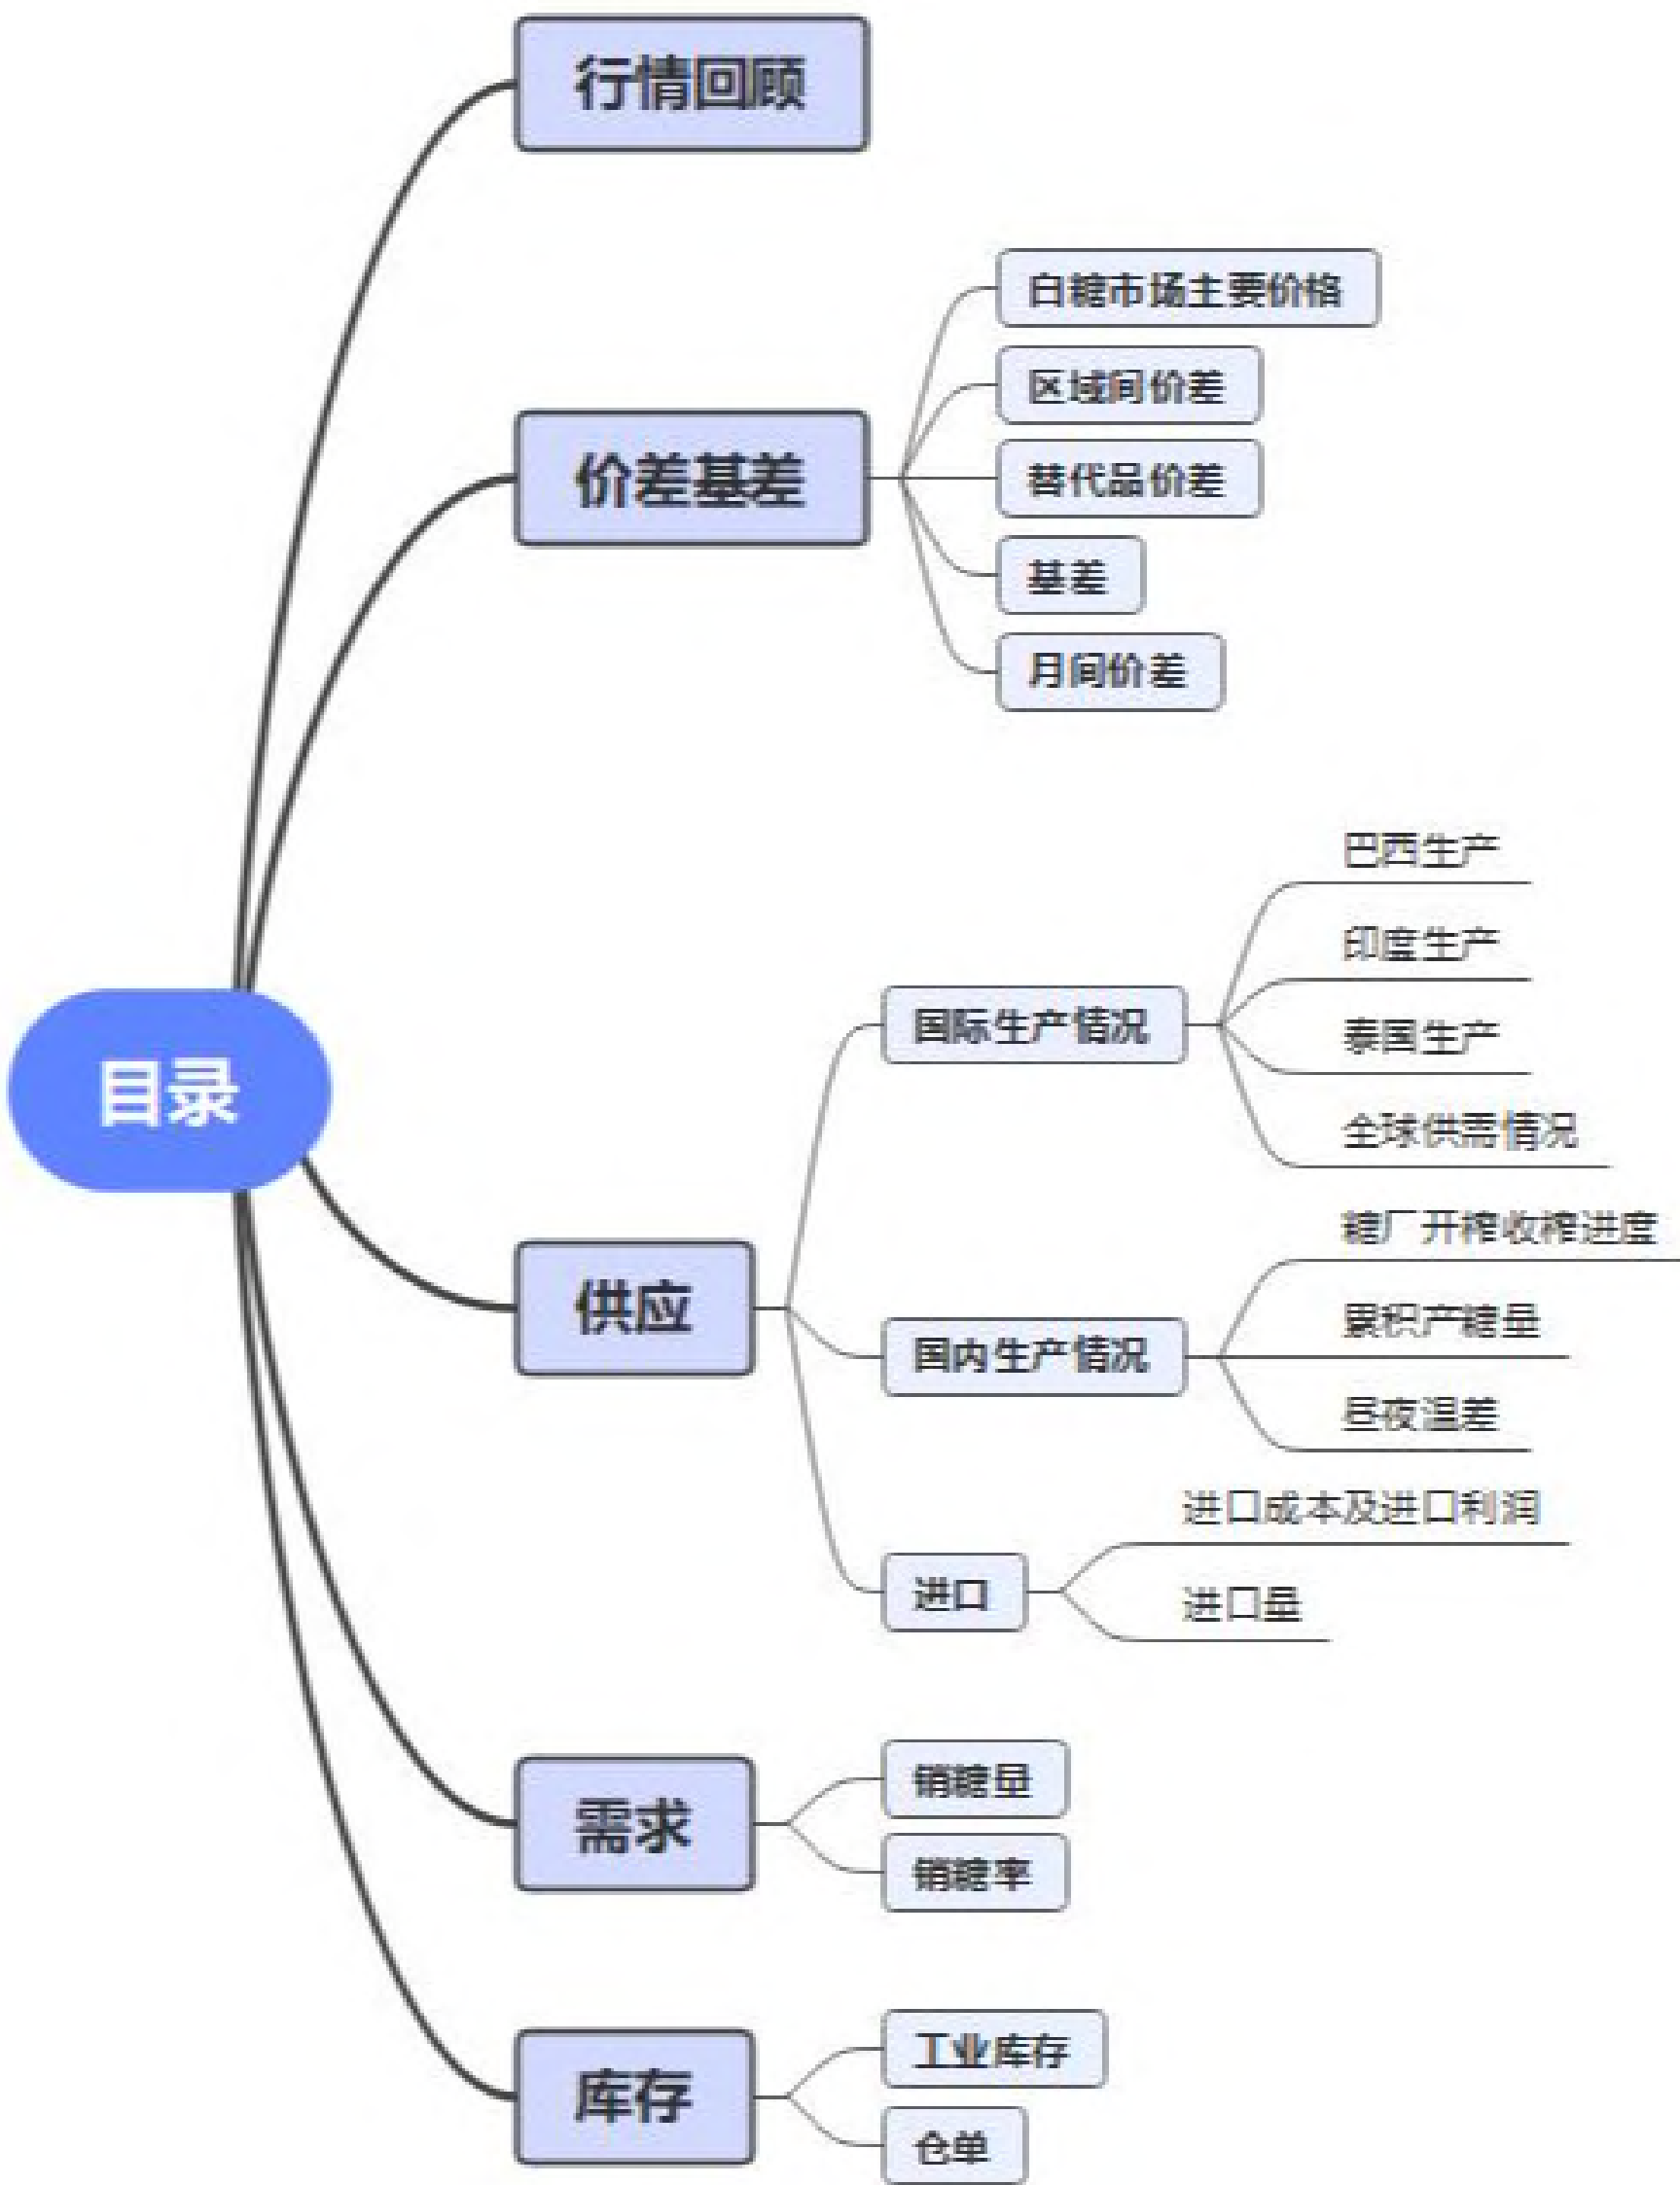 行情回顾
白糖市场主要价格
区域间价差
价差基差
替代品价差
基差
月间价差
巴西生产
印度生产
国际生产情况
泰国生产
全球供需情况
目录
糖厂开榨收榨进度
供应
累积产糖量
国内生产情况
昼夜温差
进口成本及进口利润
进口
进口量
销糖量
需求
销糖率
工业库存
库存
仓单